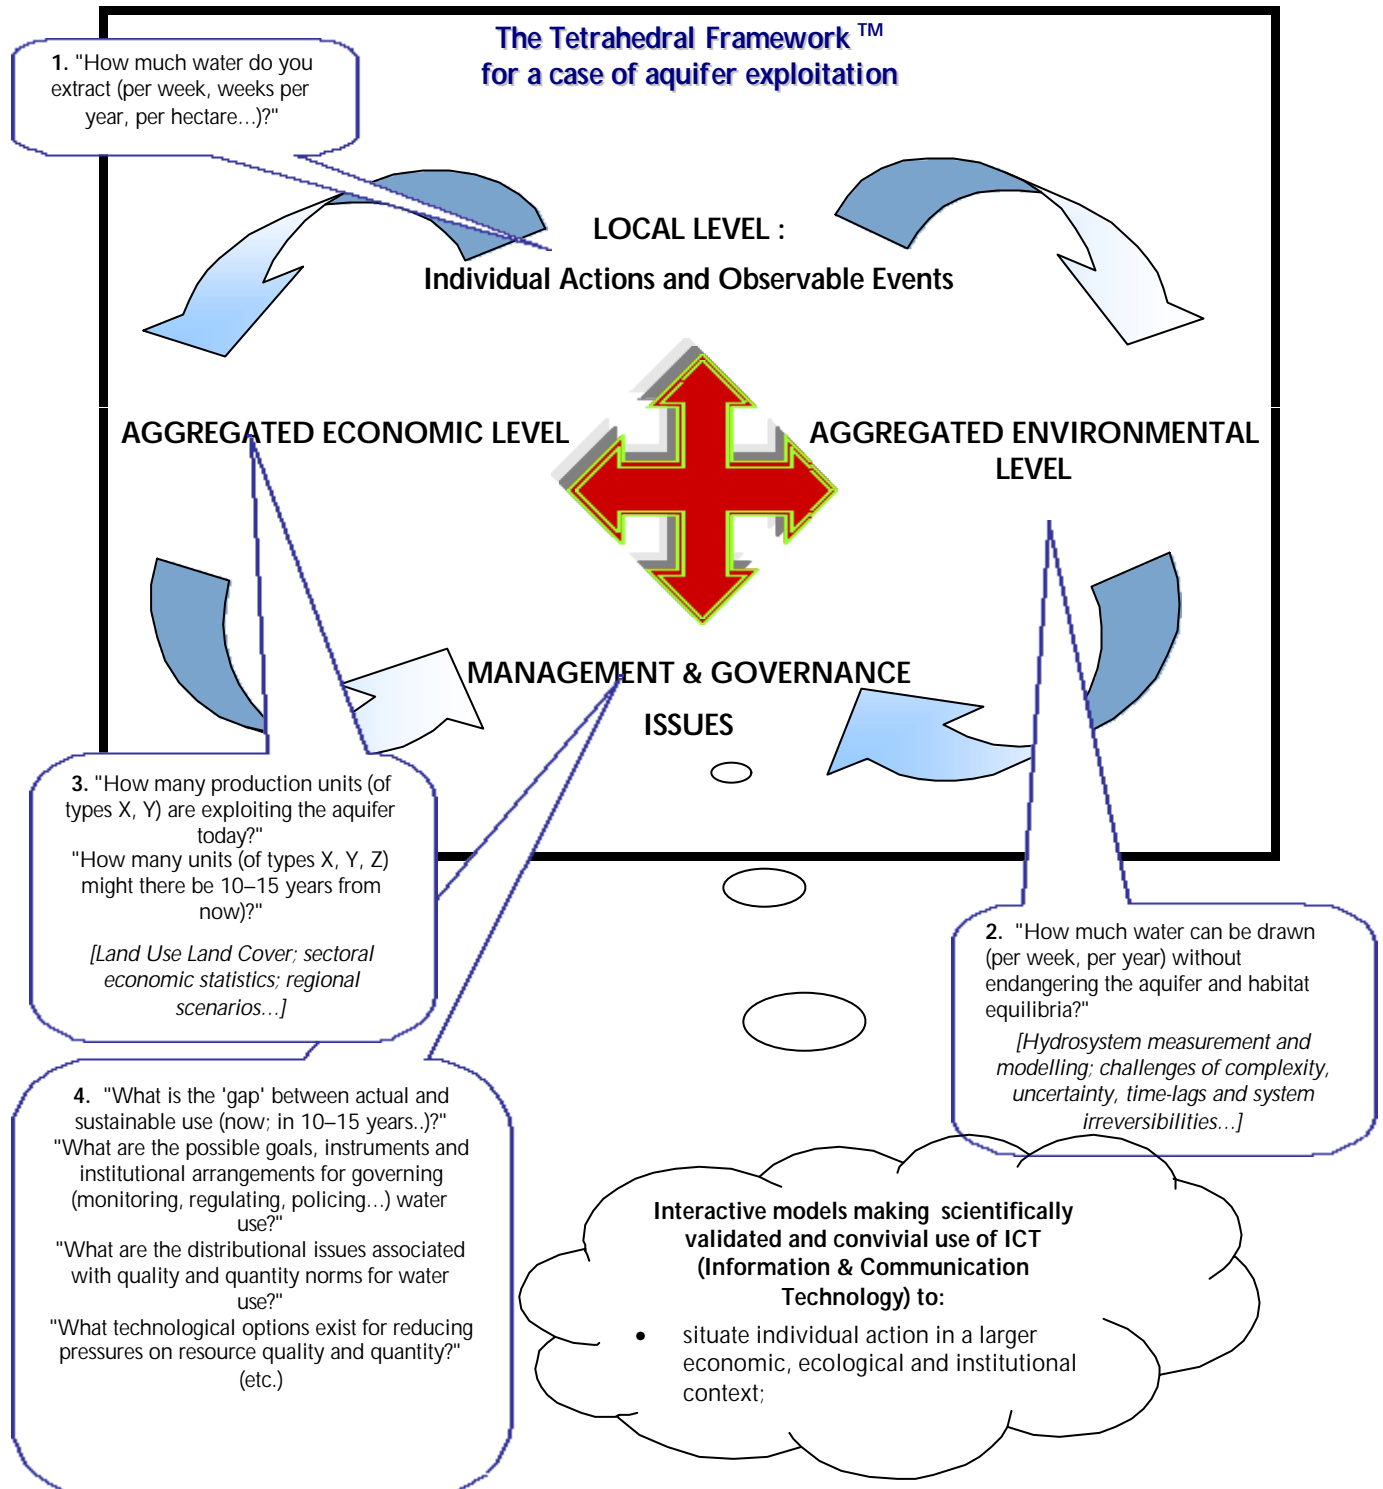 The Tetrahedral Framework™
for a case of aquifer exploitation
1. "How much water do you
extract (per week, weeks per
year, per hectare…)?"
LOCAL LEVEL :
Individual Actions and Observable Events
AGGREGATED ECONOMIC LEVEL
AGGREGATED ENVIRONMENTAL
LEVEL
MANAGEMENT & GOVERNANCE
ISSUES
3. "How many production units (of
types X, Y) are exploiting the aquifer
today?"
"How many units (of types X, Y, Z)
might there be 10–15 years from
now)?"
[Land Use Land Cover; sectoral
economic statistics; regional
scenarios…]
2. "How much water can be drawn
(per week, per year) without
endangering the aquifer and habitat
equilibria?"
[Hydrosystem measurement and
modelling; challenges of complexity,
uncertainty, time-lags and system
irreversibilities…]
4. "What is the 'gap' between actual and
sustainable use (now; in 10–15 years..)?"
"What are the possible goals, instruments and
institutional arrangements for governing
(monitoring, regulating, policing…) water
use?"
"What are the distributional issues associated
with quality and quantity norms for water
use?"
"What technological options exist for reducing
pressures on resource quality and quantity?"
(etc.)
Interactive models making scientifically
validated and convivial use of ICT
(Information & Communication
Technology) to:
• situate individual action in a larger
economic, ecological and institutional
context;